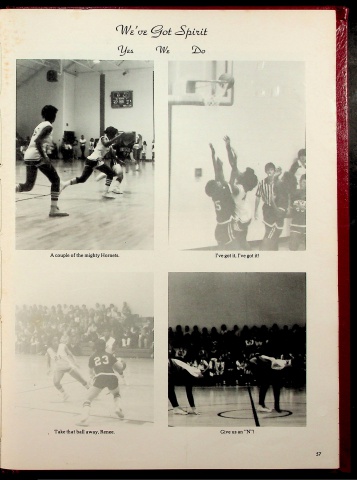 We've Got Spirit
Yes We Do
A couple of the mighty Hornets.
I've got it, I've got it!
23
Take that ball away, Renee.
Give us an "N"!
37